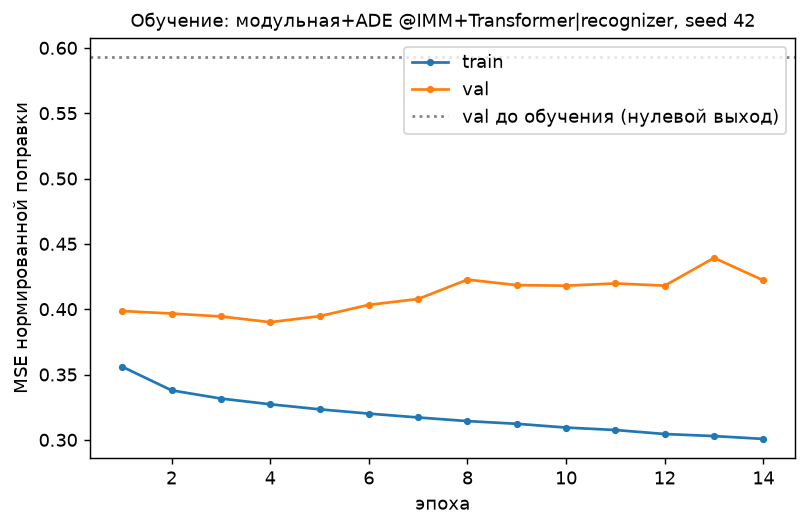 Обучение: модульная+ADE @IMM+Transformer|recognizer, seed 42
MSE нормированной поправки
0.60
0.55
0.50
0.45
0.40
0.35
0.30
train
val
val до обучения (нулевой выход)
2 4 6 8 10 12 14
эпоха